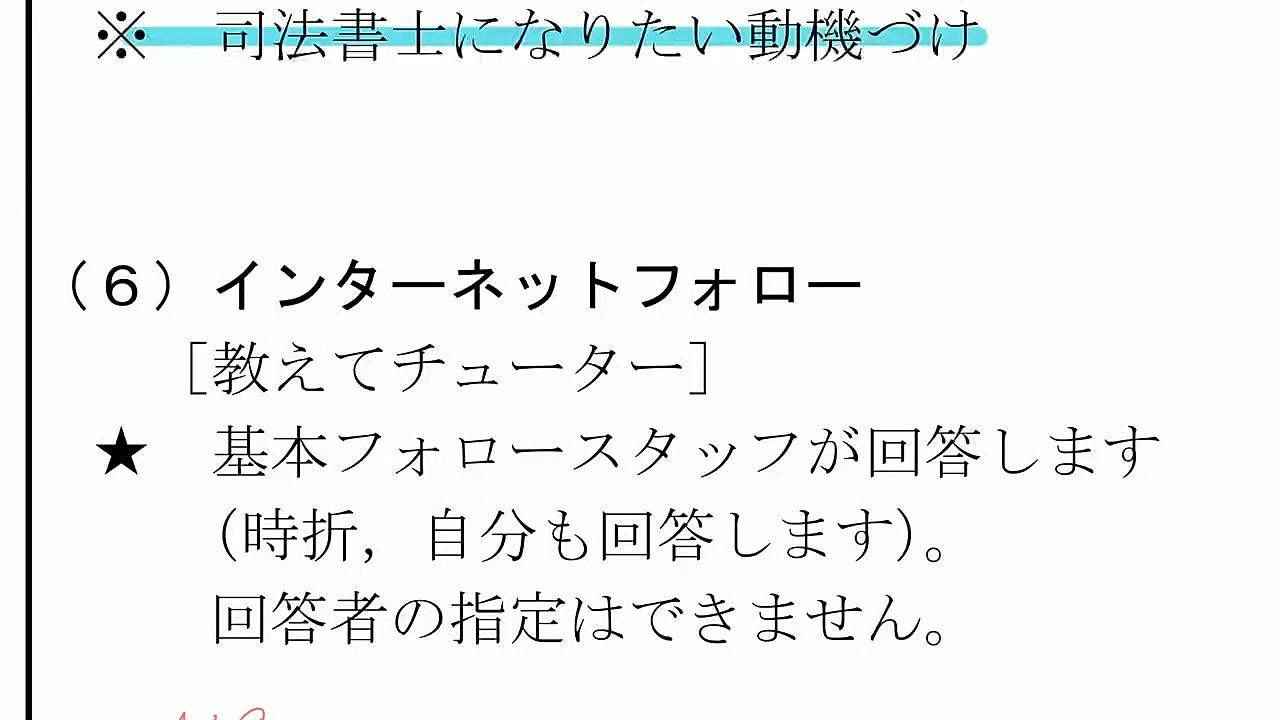 ※　司法書士になりたい動機づけ
（６）インターネットフォロー
［教えてチューター］
★　基本フォロースタッフが回答します
（時折，自分も回答します）。
回答者の指定はできません。